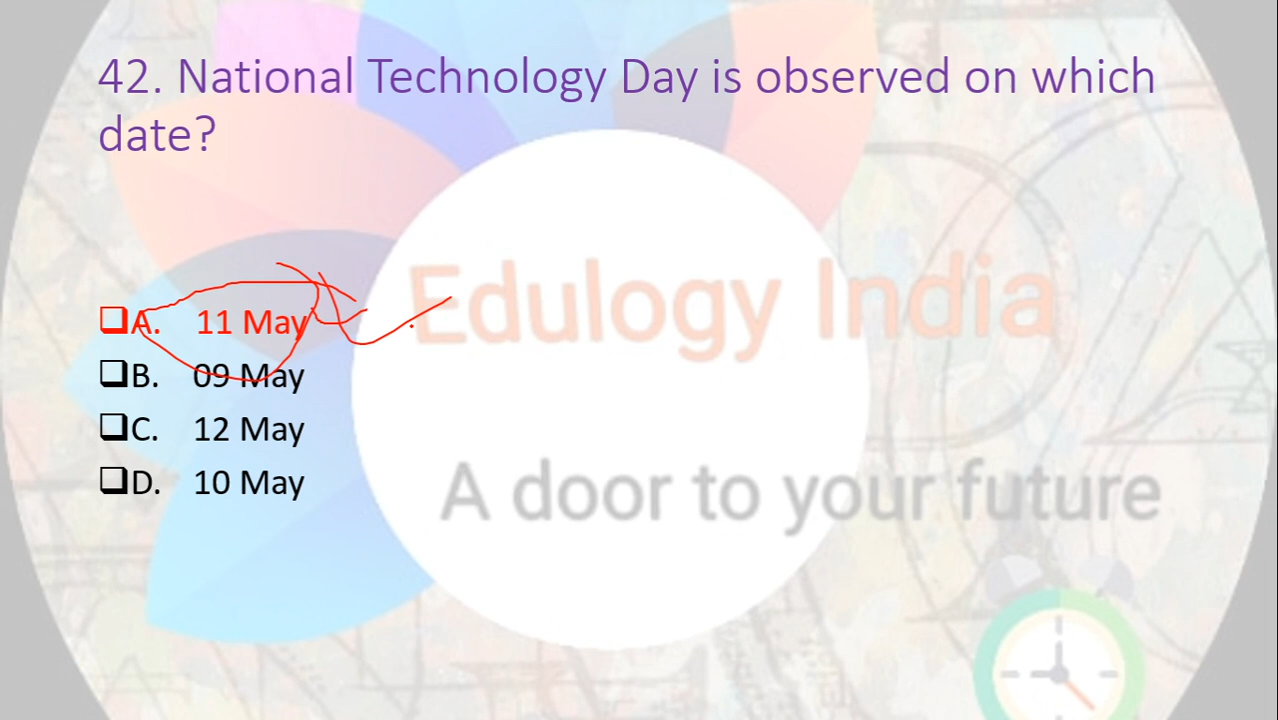 42. National Technology Day is observed on which
date?
Edulogy India
A. 11 May
B. 09 May
C. 12 May
D. 10 May
A door to your future